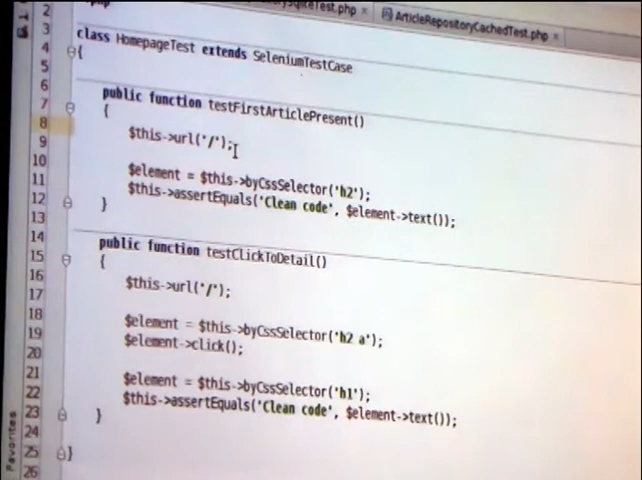 SqliteTest.php × ArticleRepositoryCachedTest.php ×
2
3
4 class HomepageTest extends SeleniumTestCase
5 {
6
7 public function testFirstArticlePresent()
8 {
9 $this->url('/');
10
11 $element = $this->byCssSelector('h2');
12 $this->assertEquals('Clean code', $element->text());
13 }
14
15 public function testClickToDetail()
16 {
17 $this->url('/');
18
19 $element = $this->byCssSelector('h2 a');
20 $element->click();
21
22 $element = $this->byCssSelector('h1');
23 $this->assertEquals('Clean code', $element->text());
24 }
25
26 }
Favorites